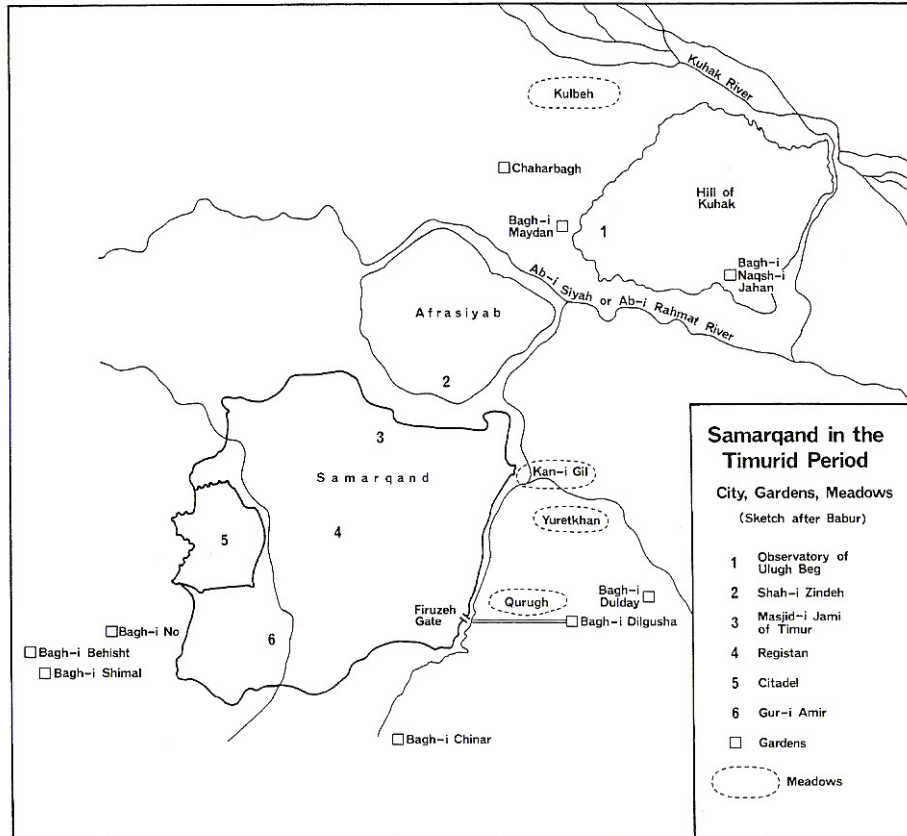 Kuhak River
Kulbeh
Chaharbagh
Hill of
Kuhak
Bagh-i
Maydan
1
Bagh-i
Naqsh-i
Jahan
Ab-i Siyah or Ab-i Rahmat River
Afrasiyab
2
3
Samarqand
Kan-i Gil
Yuretkhan
4
5
Qurugh
Bagh-i
Dulday
Firuzeh
Gate
Bagh-i Dilgusha
Bagh-i No
6
Bagh-i Behisht
Bagh-i Shimal
Bagh-i Chinar
Samarqand in the
Timurid Period
City, Gardens, Meadows
(Sketch after Babur)
1 Observatory of
Ulugh Beg
2 Shah-i Zindeh
3 Masjid-i Jami
of Timur
4 Registan
5 Citadel
6 Gur-i Amir
Gardens
Meadows